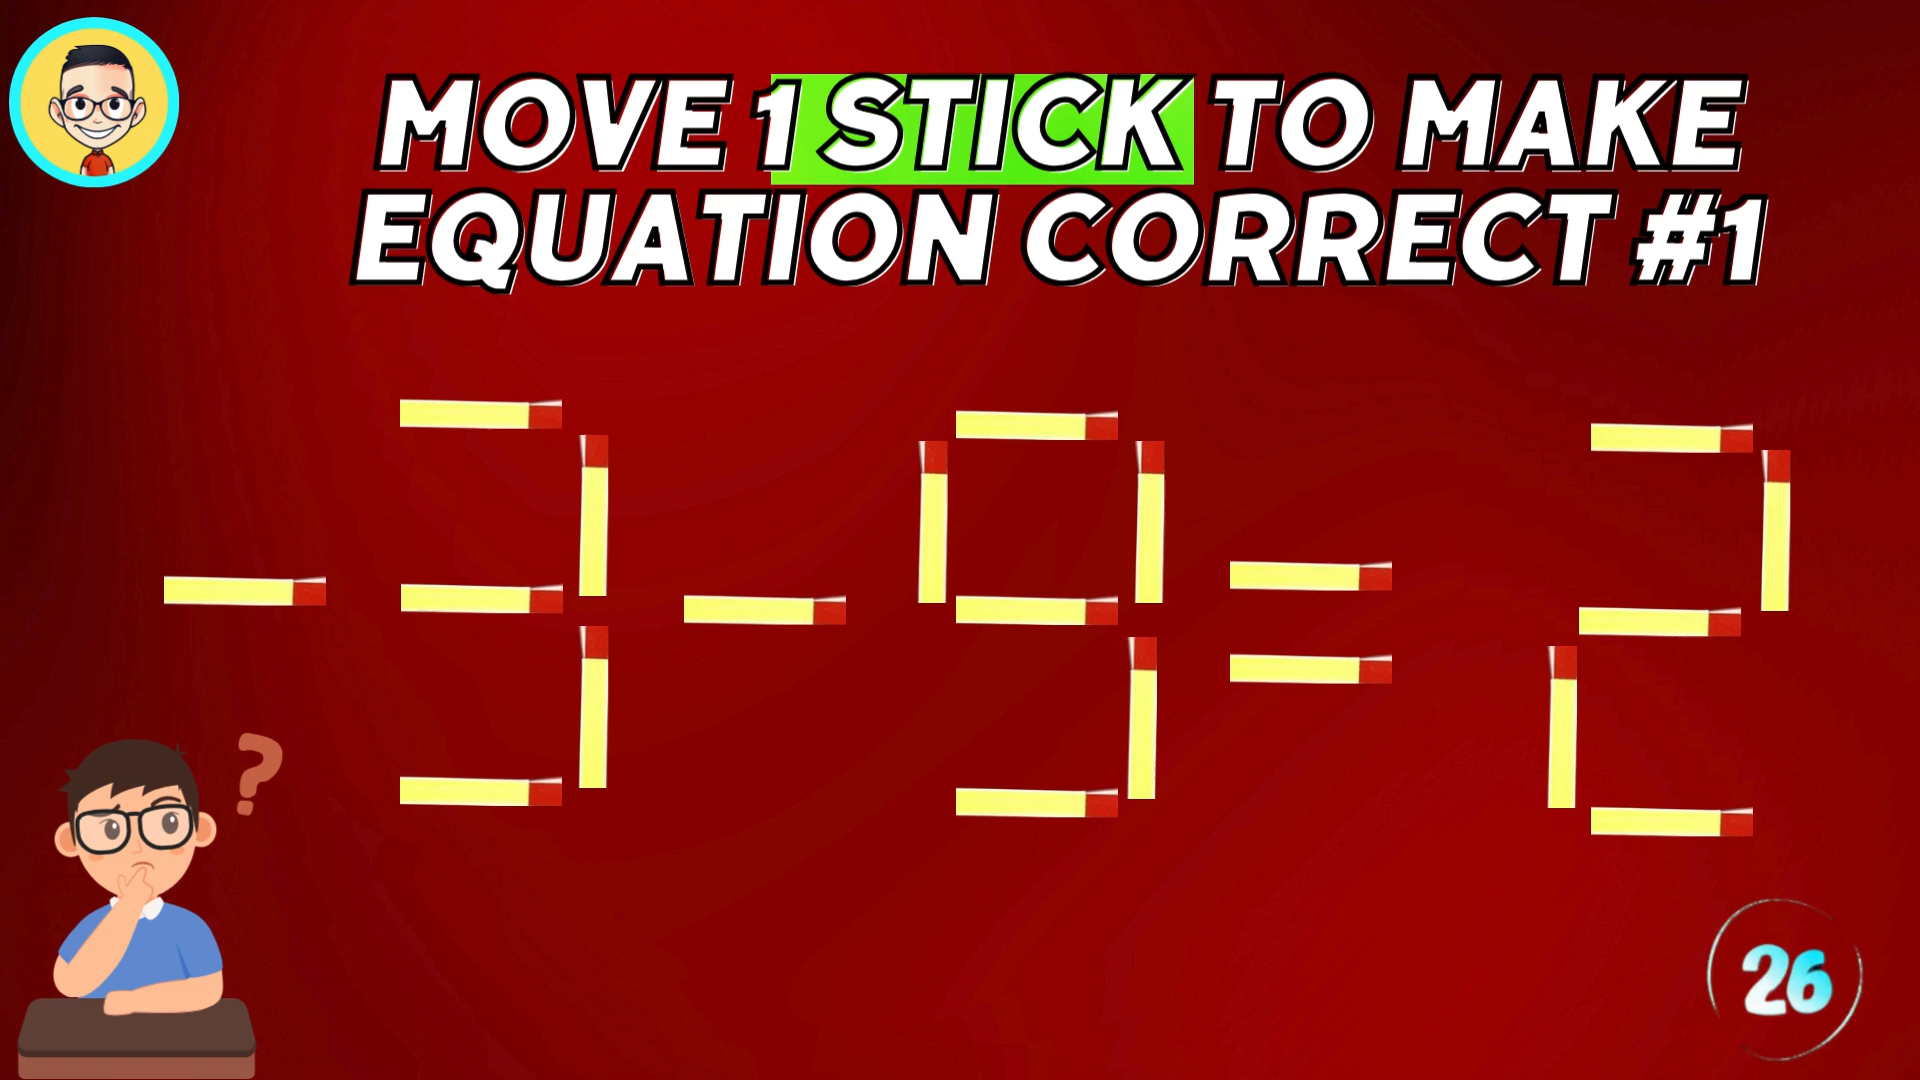 MOVE 1 STICK TO MAKE
EQUATION CORRECT #1
- 3 - 9 = 2
?
26